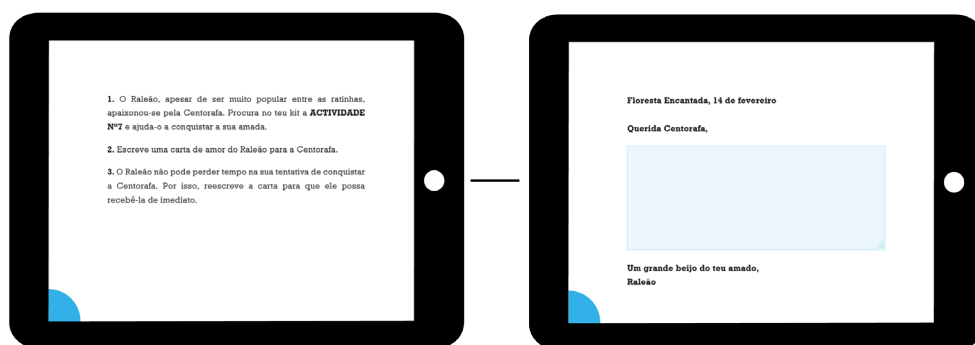 1. O Raleão, apesar de ser muito popular entre as ratinhas,
apaixonou-se pela Centorafa. Procura no teu kit a ACTIVIDADE
Nº7 e ajuda-o a conquistar a sua amada.
2. Escreve uma carta de amor do Raleão para a Centorafa.
3. O Raleão não pode perder tempo na sua tentativa de conquistar
a Centorafa. Por isso, reescreve a carta para que ele possa
recebê-la de imediato.
Floresta Encantada, 14 de fevereiro
Querida Centorafa,
Um grande beijo do teu amado,
Raleão